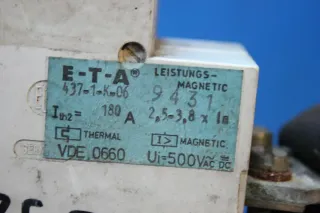 E-T-A® LEISTUNGS-
MAGNETIC
437-1-K-06 9431
Ith2= 180 A 2,5-3,8 x In
THERMAL I> MAGNETIC
VDE 0660 Ui=500V AC DC